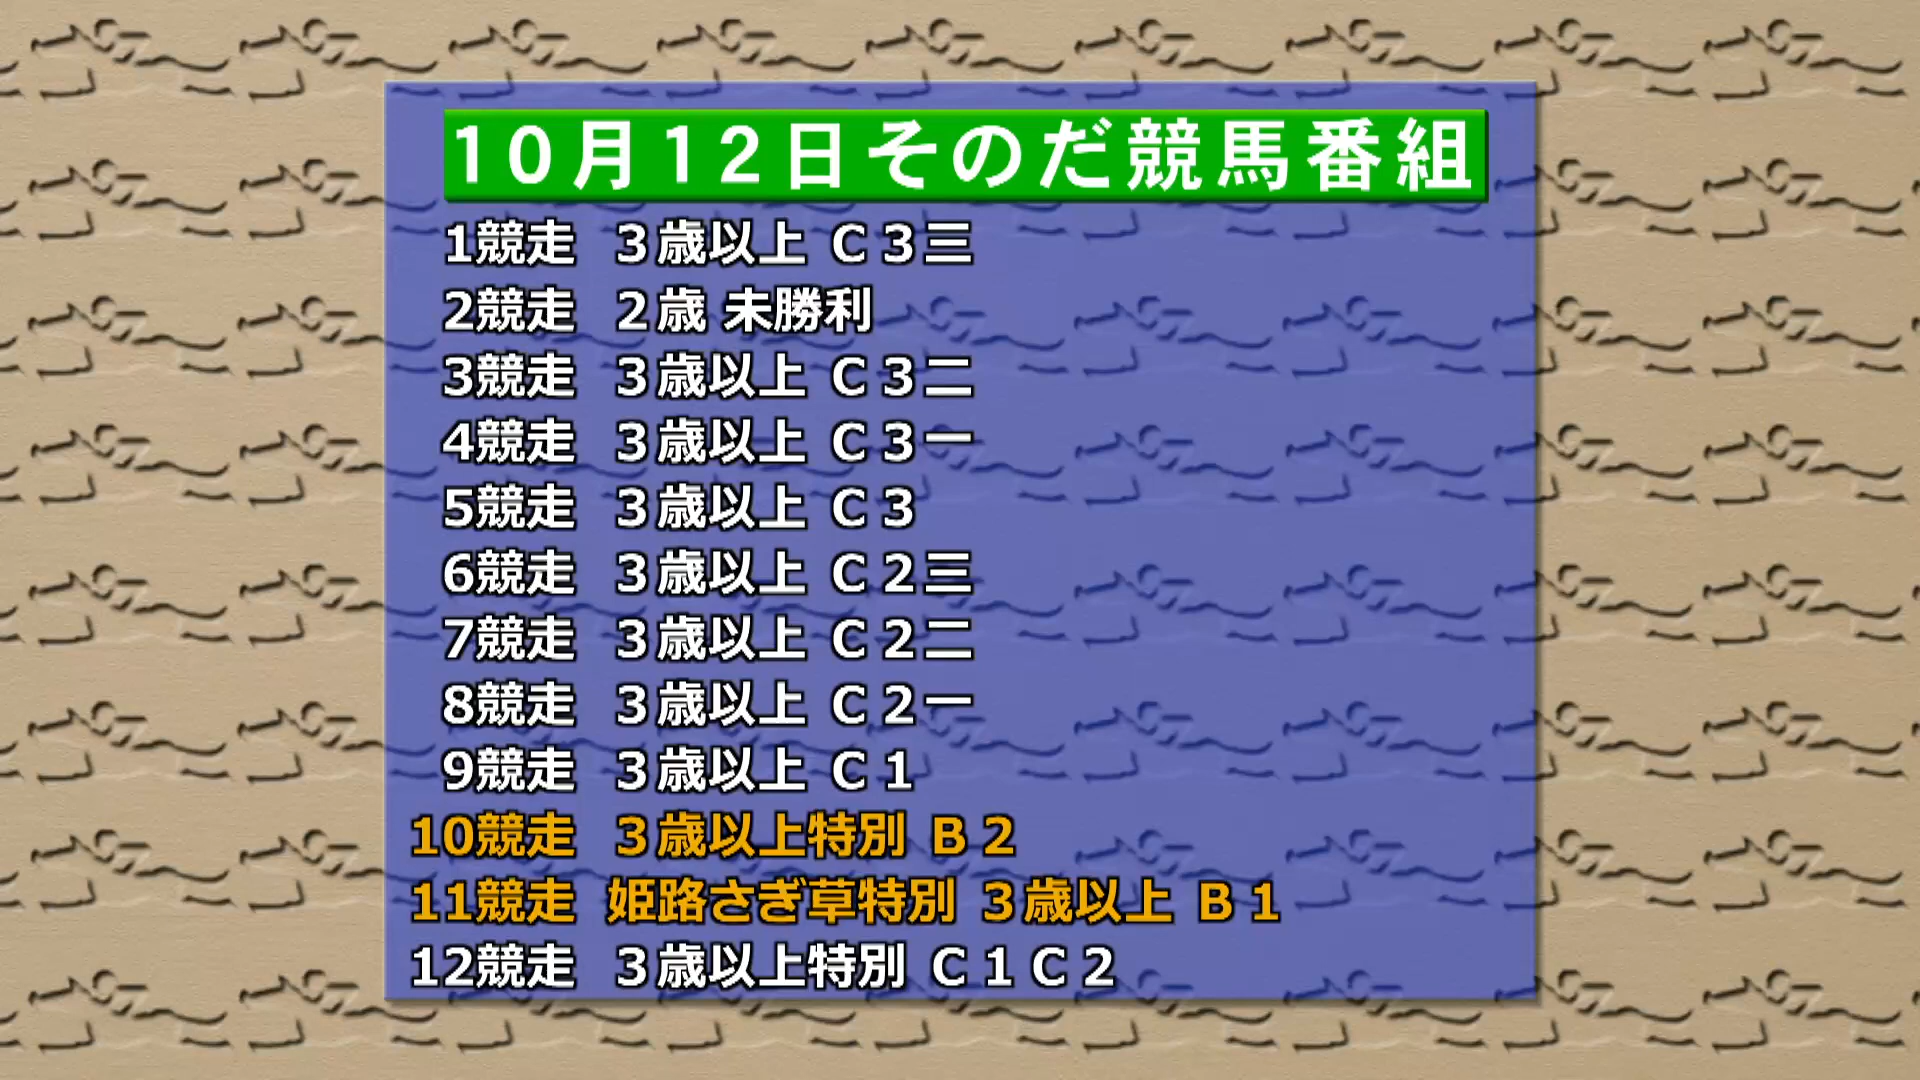 10月12日そのだ競馬番組
1競走 3歳以上 C3三
2競走 2歳 未勝利
3競走 3歳以上 C3二
4競走 3歳以上 C3一
5競走 3歳以上 C3
6競走 3歳以上 C2三
7競走 3歳以上 C2二
8競走 3歳以上 C2一
9競走 3歳以上 C1
10競走 3歳以上特別 B2
11競走 姫路さぎ草特別 3歳以上 B1
12競走 3歳以上特別 C1C2